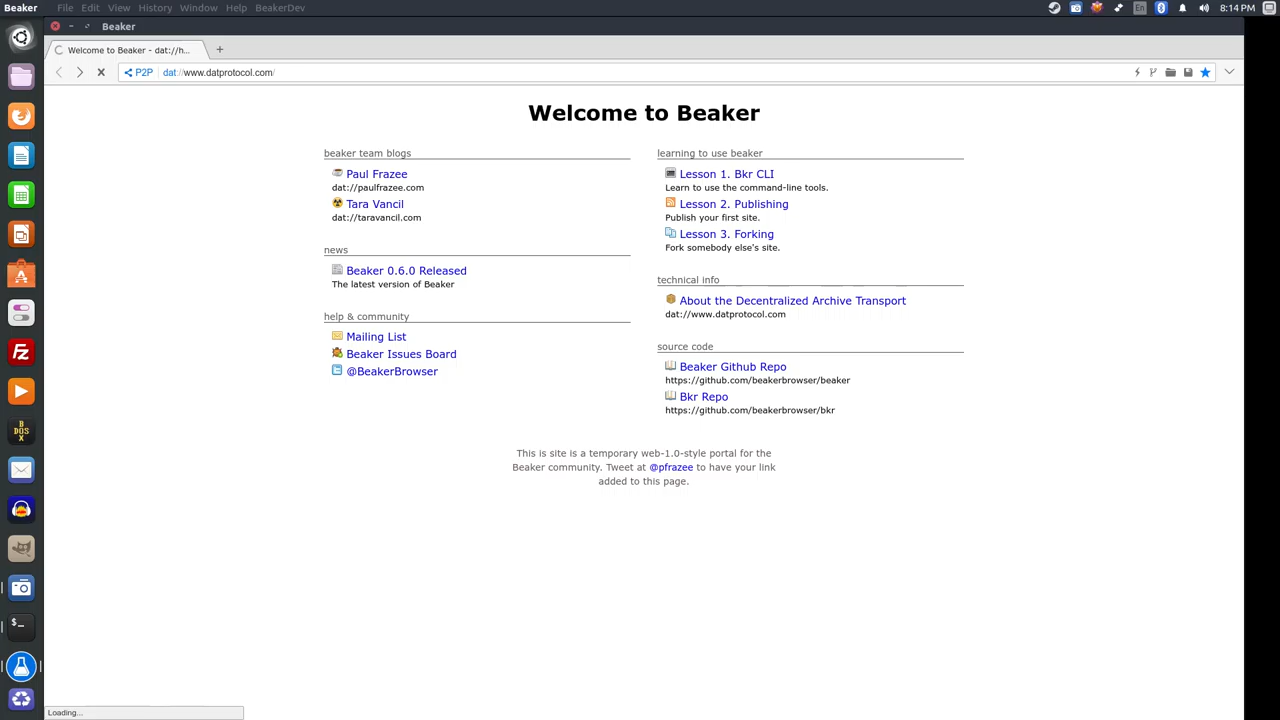 Beaker File Edit View History Window Help BeakerDev En 8:14 PM
Beaker
Welcome to Beaker - dat://h...
P2P dat://www.datprotocol.com/
Welcome to Beaker
beaker team blogs
Paul Frazee
dat://paulfrazee.com
Tara Vancil
dat://taravancil.com
news
Beaker 0.6.0 Released
The latest version of Beaker
help & community
Mailing List
Beaker Issues Board
@BeakerBrowser
learning to use beaker
Lesson 1. Bkr CLI
Learn to use the command-line tools.
Lesson 2. Publishing
Publish your first site.
Lesson 3. Forking
Fork somebody else's site.
technical info
About the Decentralized Archive Transport
dat://www.datprotocol.com
source code
Beaker Github Repo
https://github.com/beakerbrowser/beaker
Bkr Repo
https://github.com/beakerbrowser/bkr
This is site is a temporary web-1.0-style portal for the
Beaker community. Tweet at @pfrazee to have your link
added to this page.
Fz
B
DOS
X
$_
Loading...